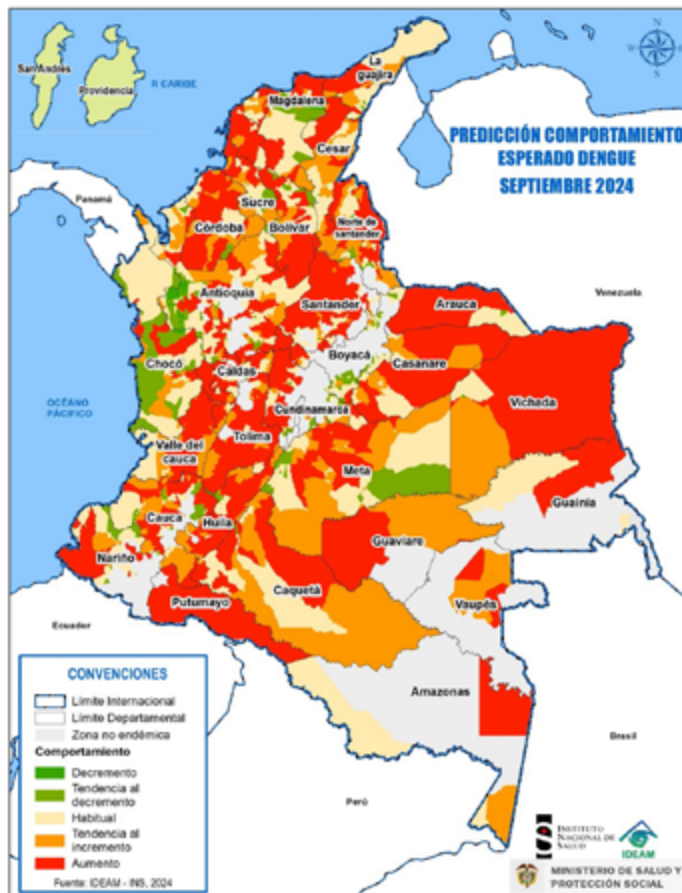 San Andrés
Providencia
R CARIBE
La
guajira
Magdalena
Cesar
PREDICCIÓN COMPORTAMIENTO
ESPERADO DENGUE
SEPTIEMBRE 2024
Panamá
Sucre
Córdoba
Bolívar
Norte de
santander
Venezuela
Antioquia
Santander
Arauca
Chocó
Boyacá
Casanare
Caldas
OCÉANO
PÁCIFICO
Cundinamarca
Vichada
Tolima
Valle del
cauca
Meta
Guainia
Cauca
Huila
Nariño
Guaviare
Caquetá
Vaupés
Putumayo
Ecuador
Amazonas
Brasil
Perú
CONVENCIONES
Límite Internacional
Límite Departamental
Zona no endémica
Comportamiento
Decremento
Tendencia al
decremento
Habitual
Tendencia al
incremento
Aumento
Fuente: IDEAM - INS, 2024
INSTITUTO
NACIONAL DE
SALUD
IDEAM
MINISTERIO DE SALUD Y
PROTECCIÓN SOCIAL